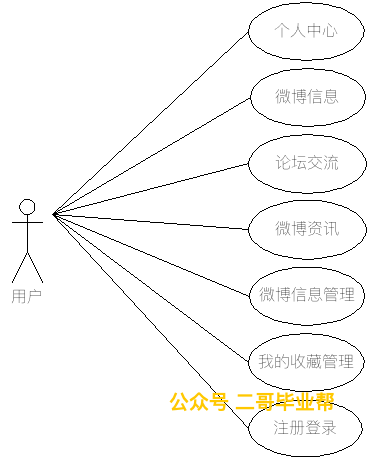 个人中心
微博信息
论坛交流
微博资讯
用户
微博信息管理
我的收藏管理
公众号 二哥毕业帮
注册登录